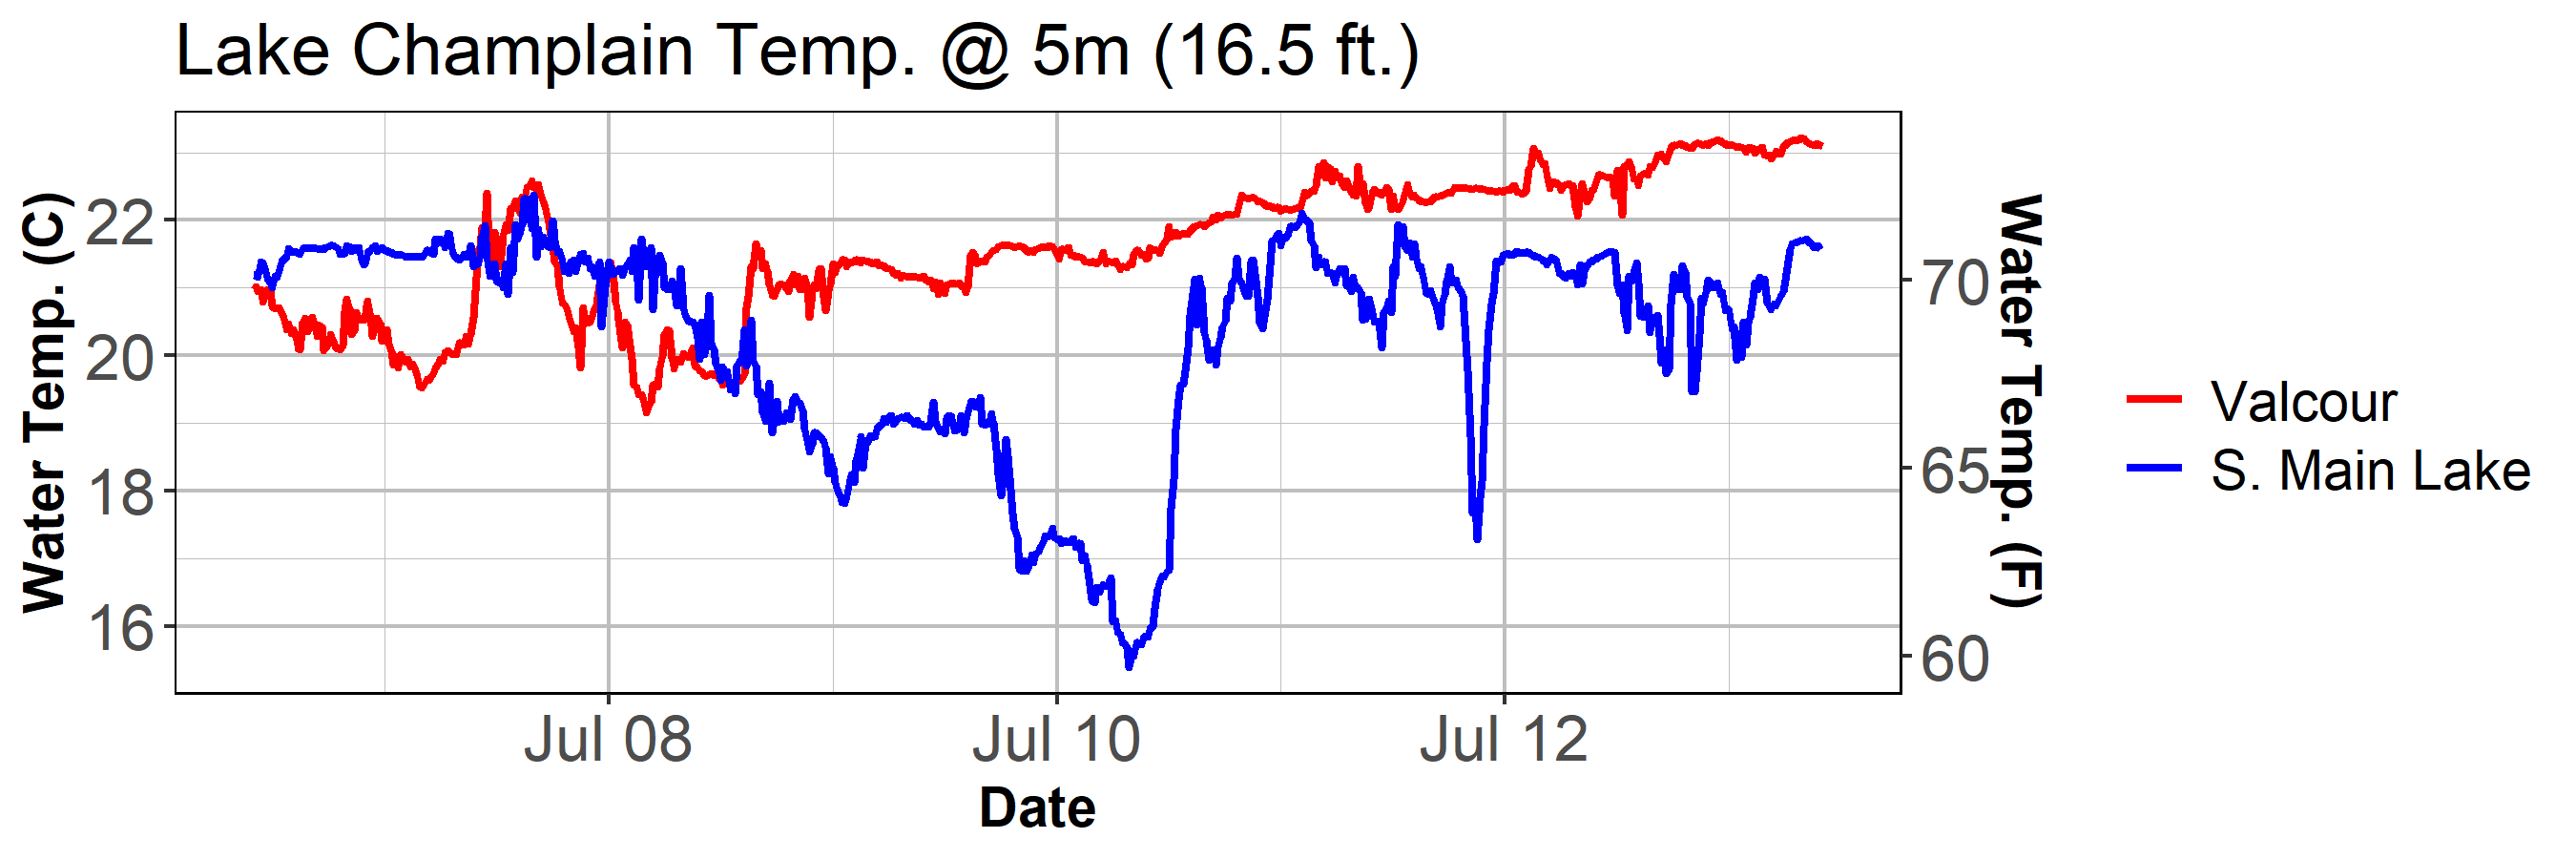 Lake Champlain Temp. @ 5m (16.5 ft.)
Water Temp. (C)
22
20
18
16
70
65
60
Water Temp. (F)
Jul 08
Jul 10
Jul 12
Date
Valcour
S. Main Lake